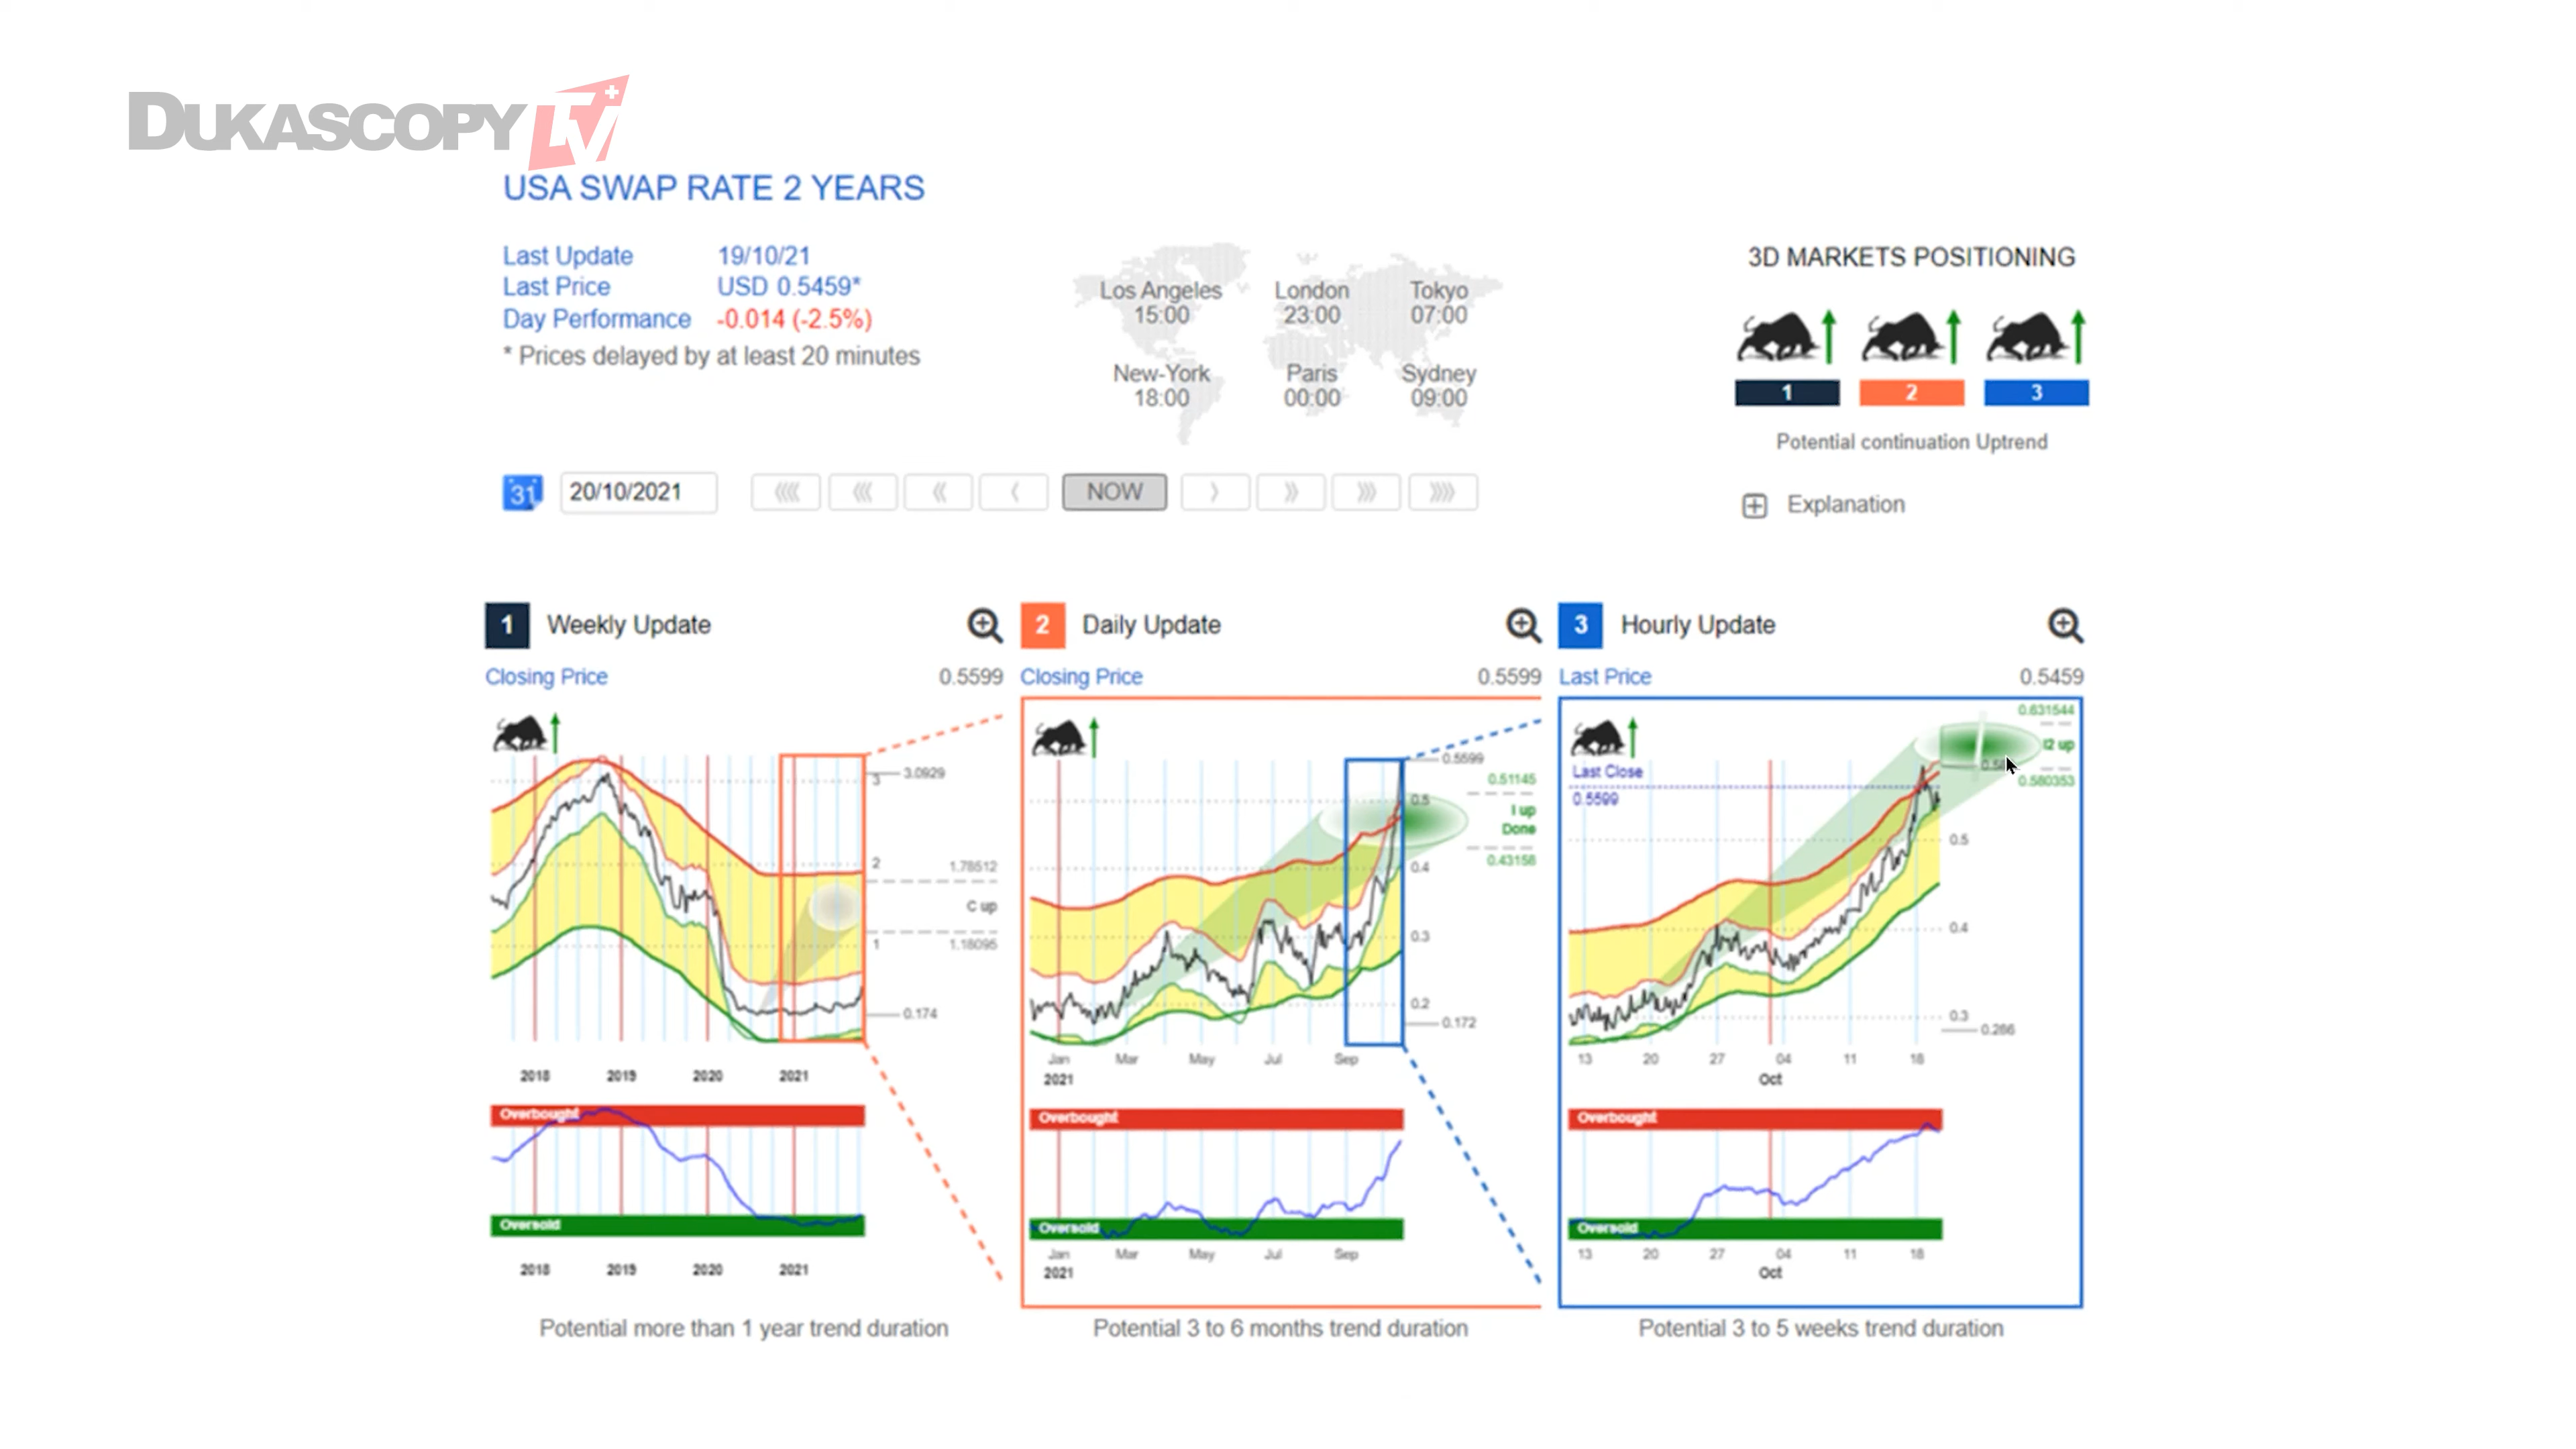 DUKASCOPY TV
USA SWAP RATE 2 YEARS
Last Update 19/10/21
Last Price USD 0.5459*
Day Performance -0.014 (-2.5%)
* Prices delayed by at least 20 minutes
Los Angeles London Tokyo
15:00 23:00 07:00
New-York Paris Sydney
18:00 00:00 09:00
3D MARKETS POSITIONING
1 2 3
Potential continuation Uptrend
Explanation
31 20/10/2021 NOW
1 Weekly Update
Closing Price 0.5599
3.0929
3
2
1.78512
C up
1.18095
1
0.174
2018 2019 2020 2021
Overbought
Oversold
2018 2019 2020 2021
Potential more than 1 year trend duration
2 Daily Update
Closing Price 0.5599
0.5599
0.51145
0.5
I up
Done
0.43158
0.4
0.3
0.2
0.172
Jan Mar May Jul Sep
2021
Overbought
Oversold
Jan Mar May Jul Sep
2021
Potential 3 to 6 months trend duration
3 Hourly Update
Last Price 0.5459
0.631544
I2 up
0.580353
Last Close
0.5599
0.5
0.4
0.3
0.286
13 20 27 04 11 18
Oct
Overbought
Oversold
13 20 27 04 11 18
Oct
Potential 3 to 5 weeks trend duration